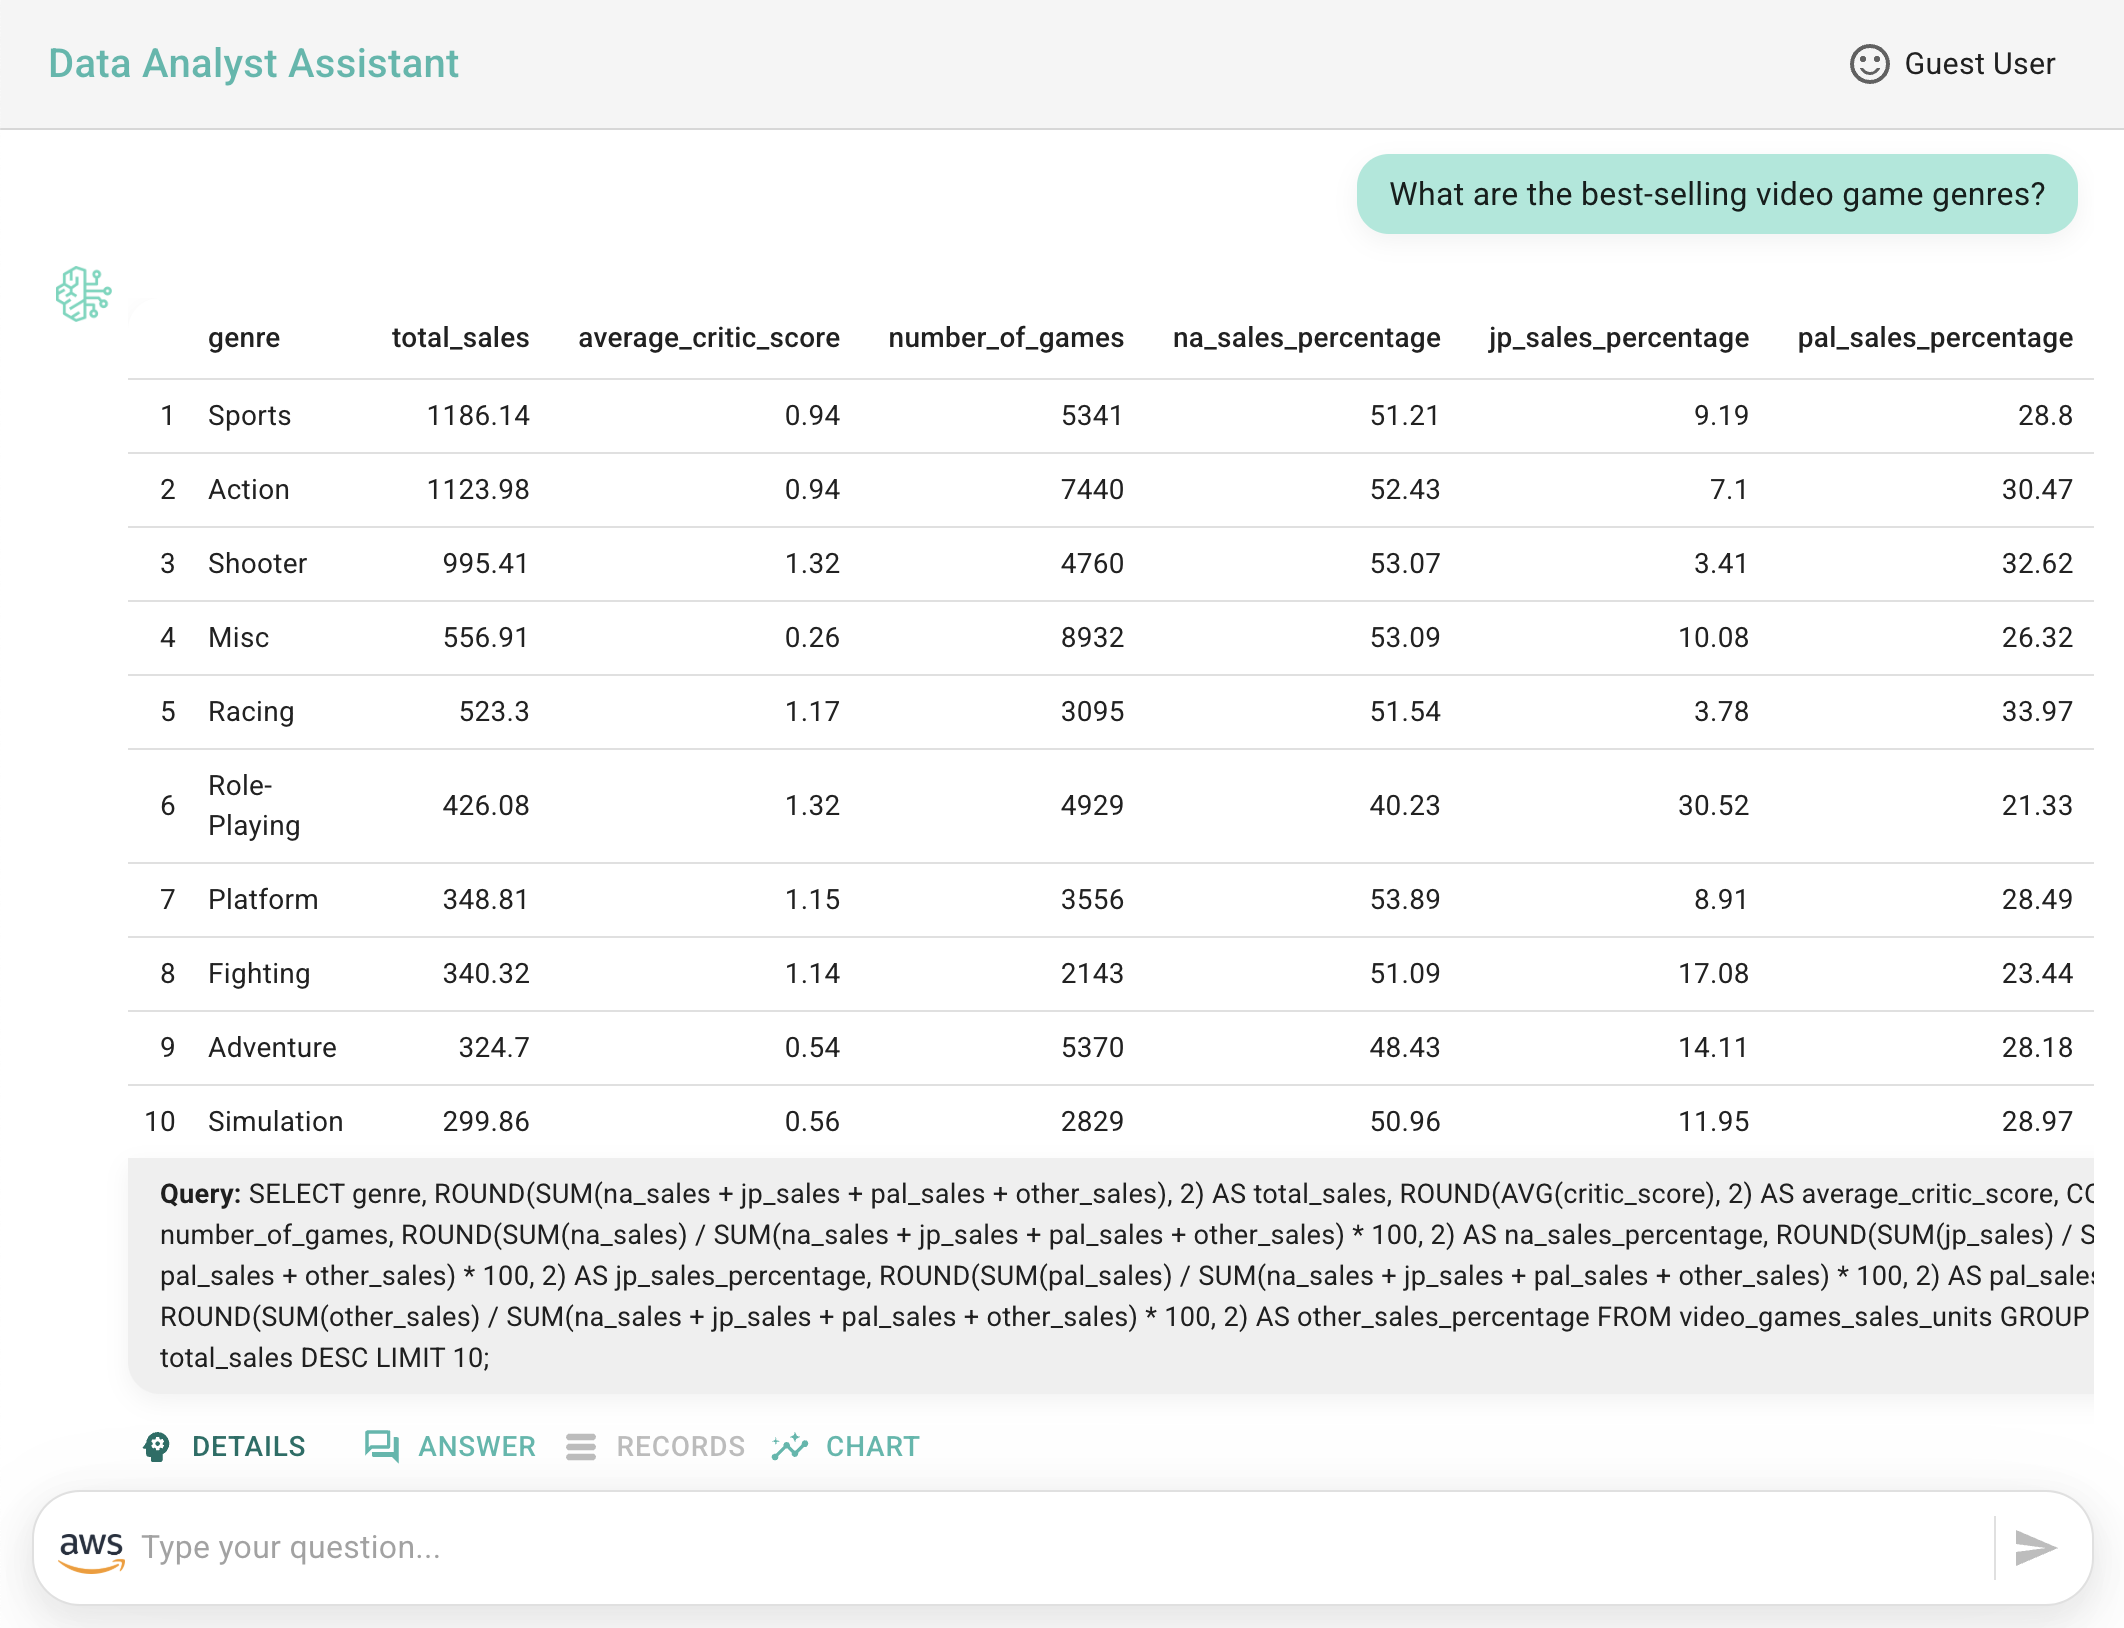 Data Analyst Assistant
Guest User
What are the best-selling video game genres?
genre total_sales average_critic_score number_of_games na_sales_percentage jp_sales_percentage pal_sales_percentage
1 Sports 1186.14 0.94 5341 51.21 9.19 28.8
2 Action 1123.98 0.94 7440 52.43 7.1 30.47
3 Shooter 995.41 1.32 4760 53.07 3.41 32.62
4 Misc 556.91 0.26 8932 53.09 10.08 26.32
5 Racing 523.3 1.17 3095 51.54 3.78 33.97
6 Role-
Playing 426.08 1.32 4929 40.23 30.52 21.33
7 Platform 348.81 1.15 3556 53.89 8.91 28.49
8 Fighting 340.32 1.14 2143 51.09 17.08 23.44
9 Adventure 324.7 0.54 5370 48.43 14.11 28.18
10 Simulation 299.86 0.56 2829 50.96 11.95 28.97
Query: SELECT genre, ROUND(SUM(na_sales + jp_sales + pal_sales + other_sales), 2) AS total_sales, ROUND(AVG(critic_score), 2) AS average_critic_score,
number_of_games, ROUND(SUM(na_sales) / SUM(na_sales + jp_sales + pal_sales + other_sales) * 100, 2) AS na_sales_percentage, ROUND(SUM(jp_sales) /
pal_sales + other_sales) * 100, 2) AS jp_sales_percentage, ROUND(SUM(pal_sales) / SUM(na_sales + jp_sales + pal_sales + other_sales) * 100, 2) AS
ROUND(SUM(other_sales) / SUM(na_sales + jp_sales + pal_sales + other_sales) * 100, 2) AS other_sales_percentage FROM video_games_sales_units GROUP
total_sales DESC LIMIT 10;
DETAILS ANSWER RECORDS CHART
aws Type your question...